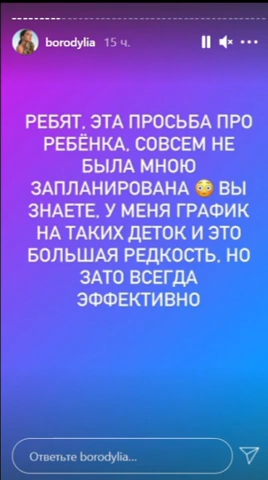 borodylia 15 ч.
РЕБЯТ, ЭТА ПРОСЬБА ПРО
РЕБЁНКА, СОВСЕМ НЕ
БЫЛА МНОЮ
ЗАПЛАНИРОВАНА 😳 ВЫ
ЗНАЕТЕ, У МЕНЯ ГРАФИК
НА ТАКИХ ДЕТОК И ЭТО
БОЛЬШАЯ РЕДКОСТЬ, НО
ЗАТО ВСЕГДА
ЭФФЕКТИВНО
Ответьте borodylia...